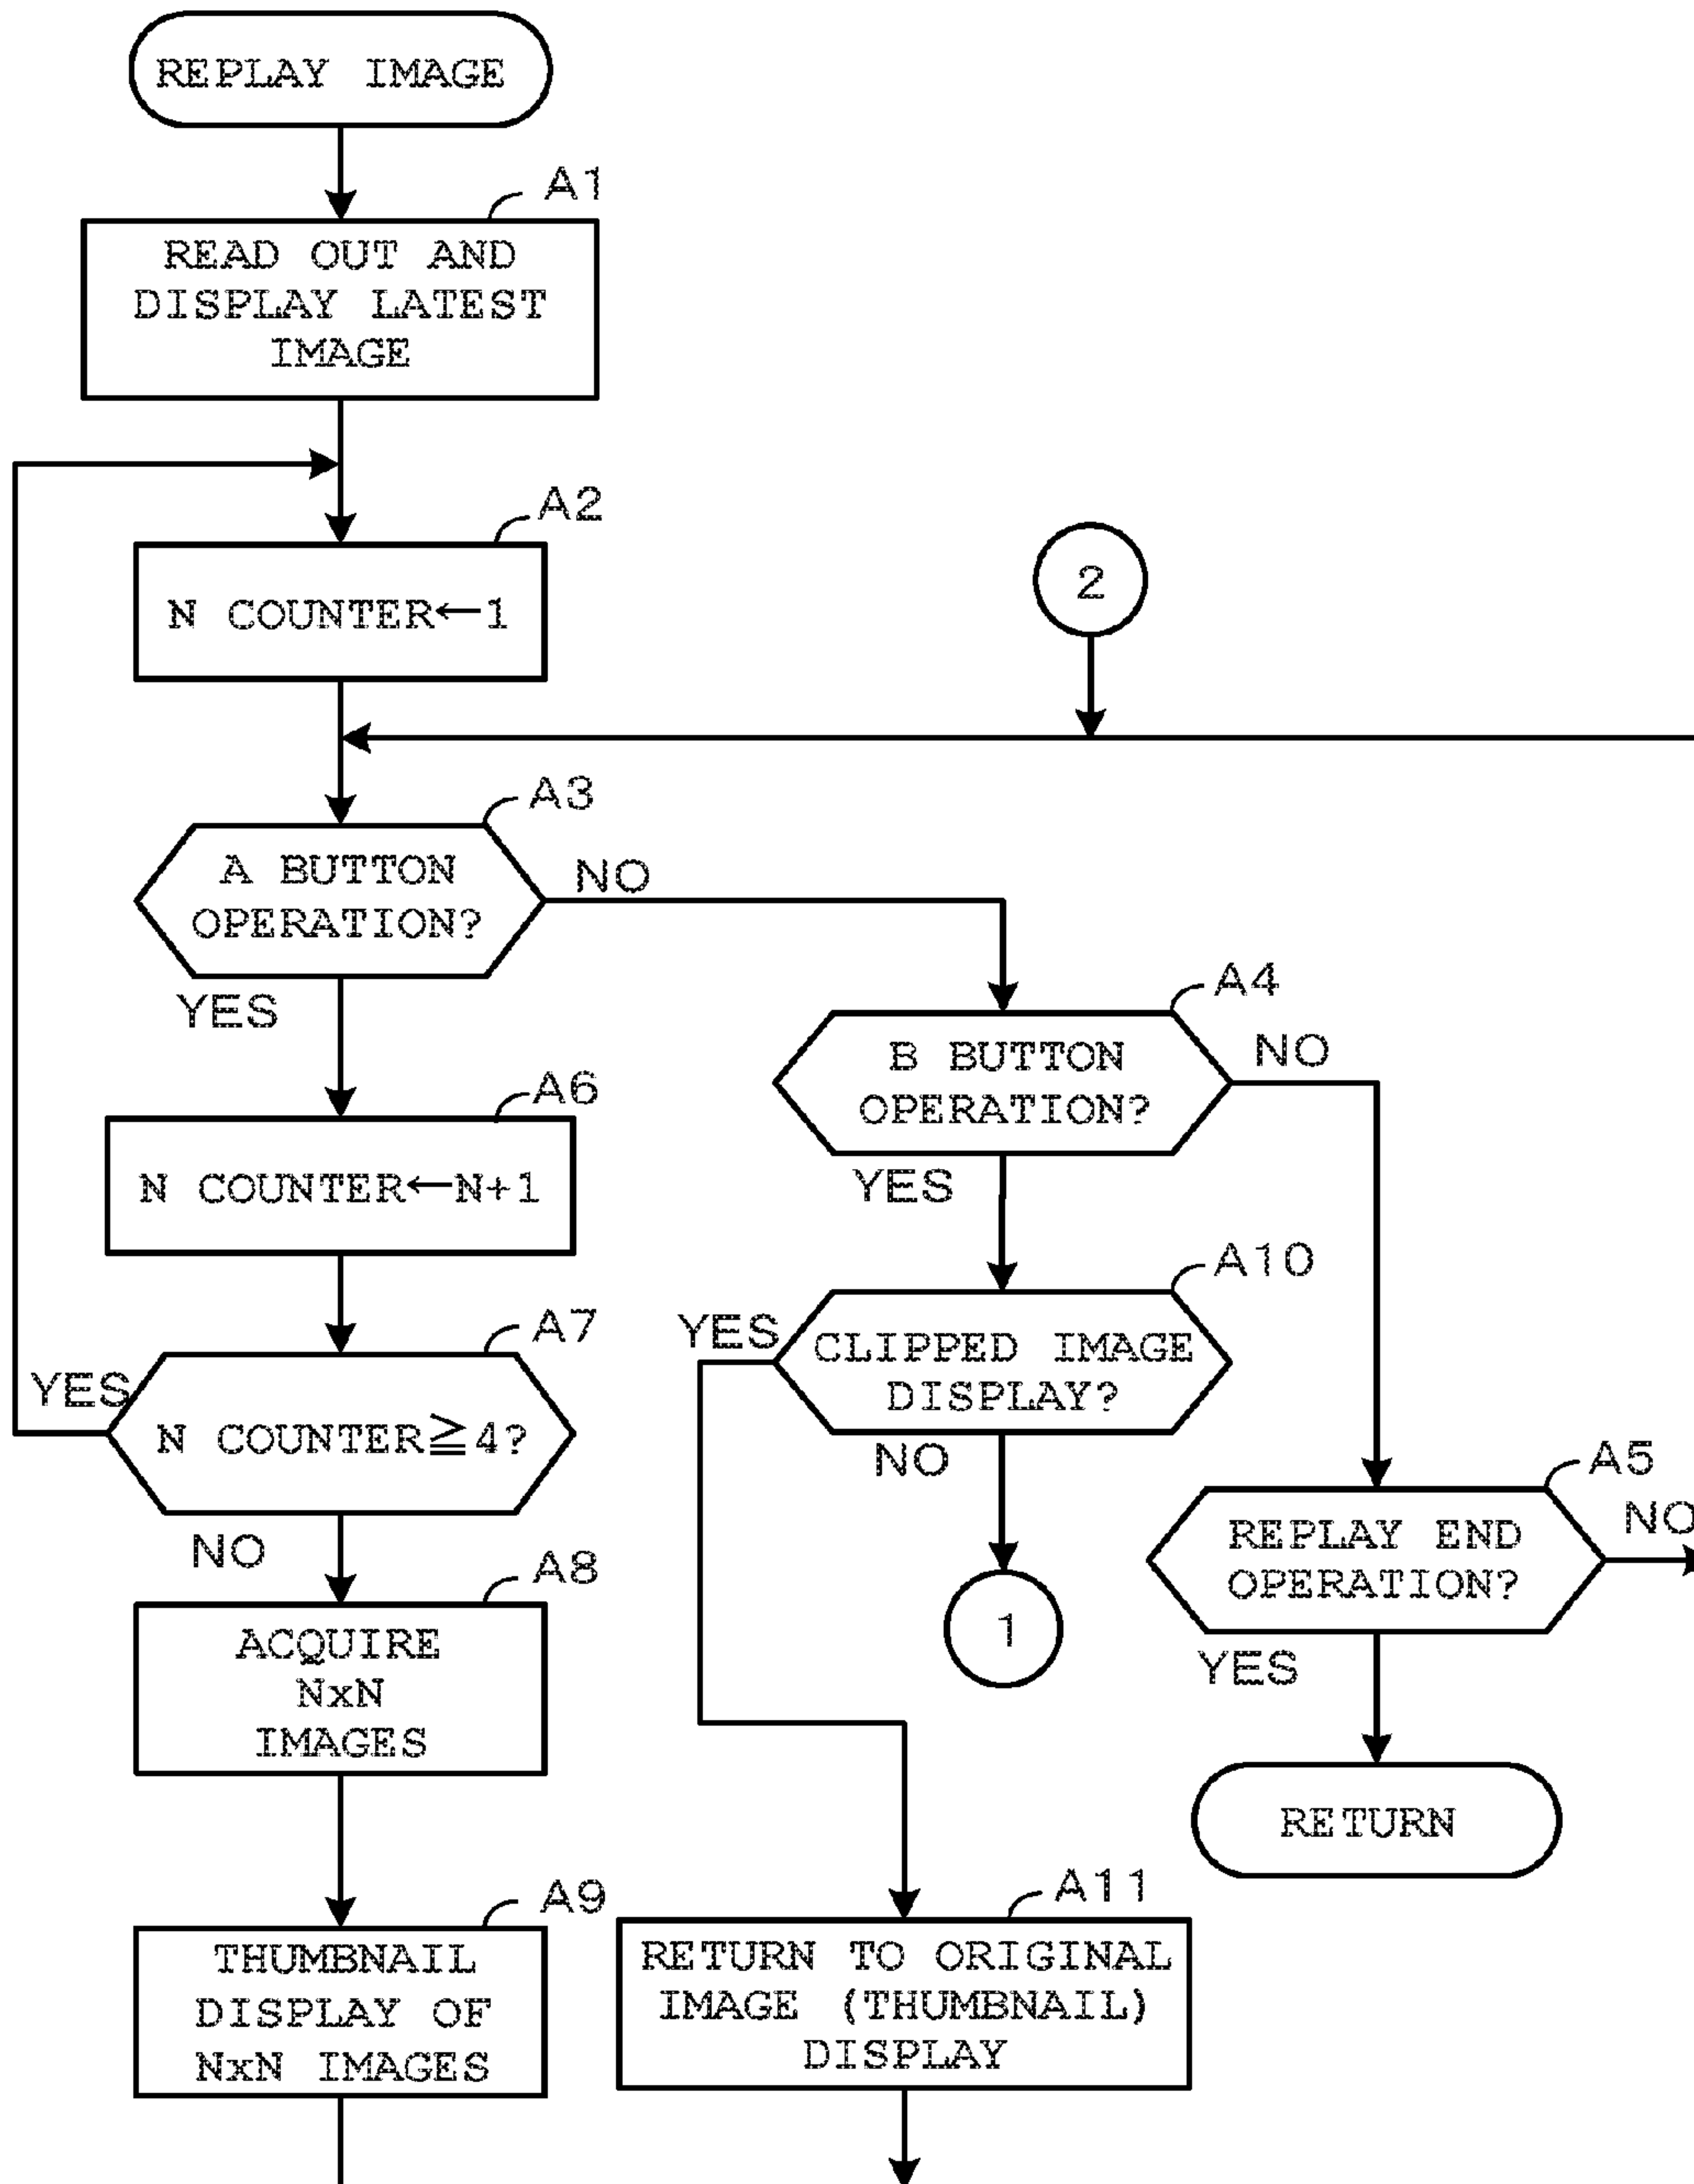 REPLAY IMAGE
A1
READ OUT AND
DISPLAY LATEST
IMAGE
A2
N COUNTER←1
2
A3
A BUTTON
OPERATION?
NO
YES
A4
B BUTTON
OPERATION?
NO
YES
A6
N COUNTER←N+1
A10
CLIPPED IMAGE
DISPLAY?
YES
NO
A7
N COUNTER≧4?
YES
NO
1
A5
REPLAY END
OPERATION?
NO
YES
RETURN
A8
ACQUIRE
NxN
IMAGES
A9
THUMBNAIL
DISPLAY OF
NxN IMAGES
A11
RETURN TO ORIGINAL
IMAGE (THUMBNAIL)
DISPLAY